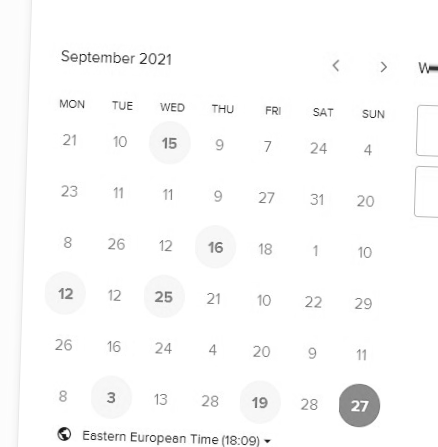 September 2021
MON TUE WED THU FRI SAT SUN
21 10 15 9 7 24 4
23 11 11 9 27 31 20
8 26 12 16 18 1 10
12 12 25 21 10 22 29
26 16 24 4 20 9 11
8 3 13 28 19 28 27
Eastern European Time (18:09)